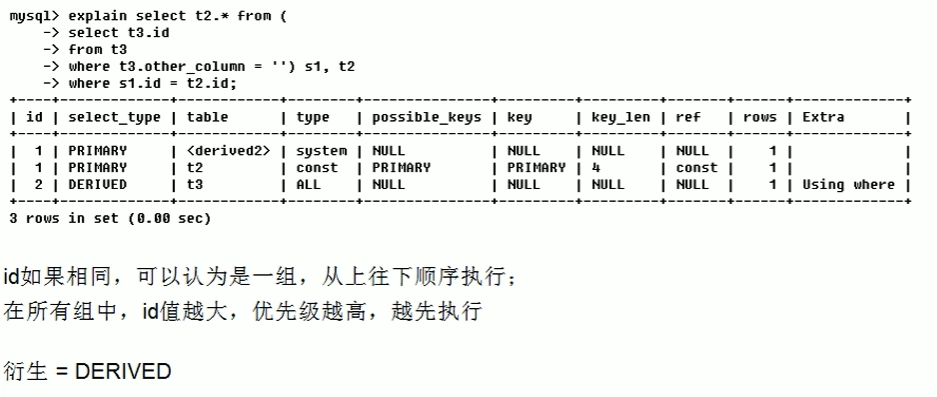 mysql> explain select t2.* from (
    -> select t3.id
    -> from t3
    -> where t3.other_column = '') s1, t2
    -> where s1.id = t2.id;
+----+-------------+------------+--------+---------------+---------+---------+-------+------+-------------+
| id | select_type | table      | type   | possible_keys | key     | key_len | ref   | rows | Extra       |
+----+-------------+------------+--------+---------------+---------+---------+-------+------+-------------+
|  1 | PRIMARY     | <derived2> | system | NULL          | NULL    | NULL    | NULL  |    1 |             |
|  1 | PRIMARY     | t2         | const  | PRIMARY       | PRIMARY | 4       | const |    1 |             |
|  2 | DERIVED     | t3         | ALL    | NULL          | NULL    | NULL    | NULL  |    1 | Using where |
+----+-------------+------------+--------+---------------+---------+---------+-------+------+-------------+
3 rows in set (0.00 sec)
id如果相同，可以认为是一组，从上往下顺序执行；
在所有组中，id值越大，优先级越高，越先执行
衍生 = DERIVED